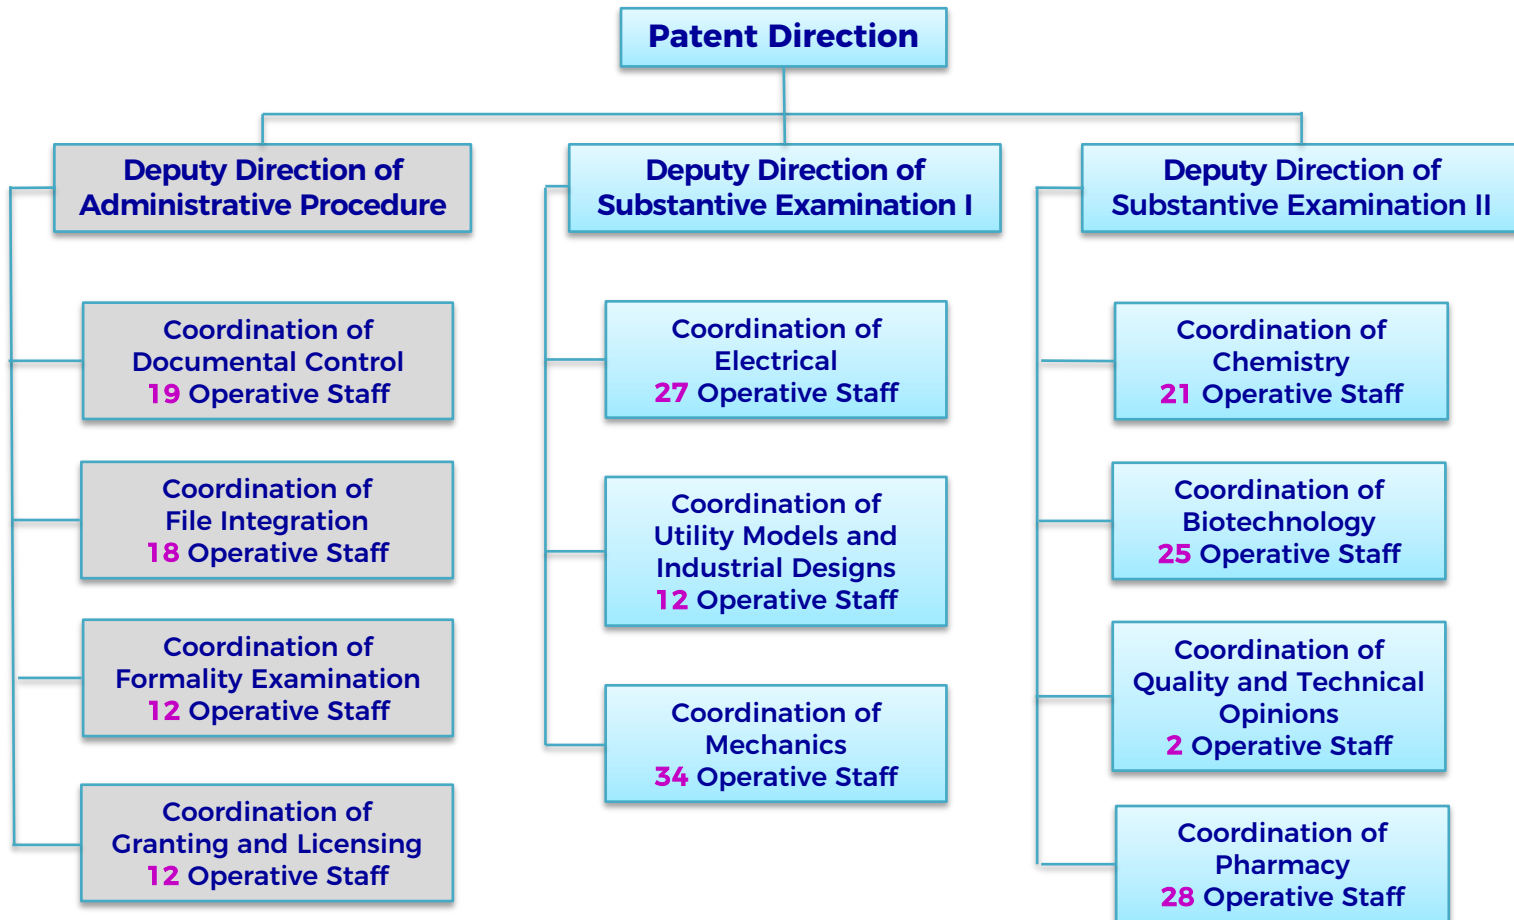 Patent Direction
Deputy Direction of
Administrative Procedure
Coordination of
Documental Control
19 Operative Staff
Coordination of
File Integration
18 Operative Staff
Coordination of
Formality Examination
12 Operative Staff
Coordination of
Granting and Licensing
12 Operative Staff
Deputy Direction of
Substantive Examination I
Coordination of
Electrical
27 Operative Staff
Coordination of
Utility Models and
Industrial Designs
12 Operative Staff
Coordination of
Mechanics
34 Operative Staff
Deputy Direction of
Substantive Examination II
Coordination of
Chemistry
21 Operative Staff
Coordination of
Biotechnology
25 Operative Staff
Coordination of
Quality and Technical
Opinions
2 Operative Staff
Coordination of
Pharmacy
28 Operative Staff